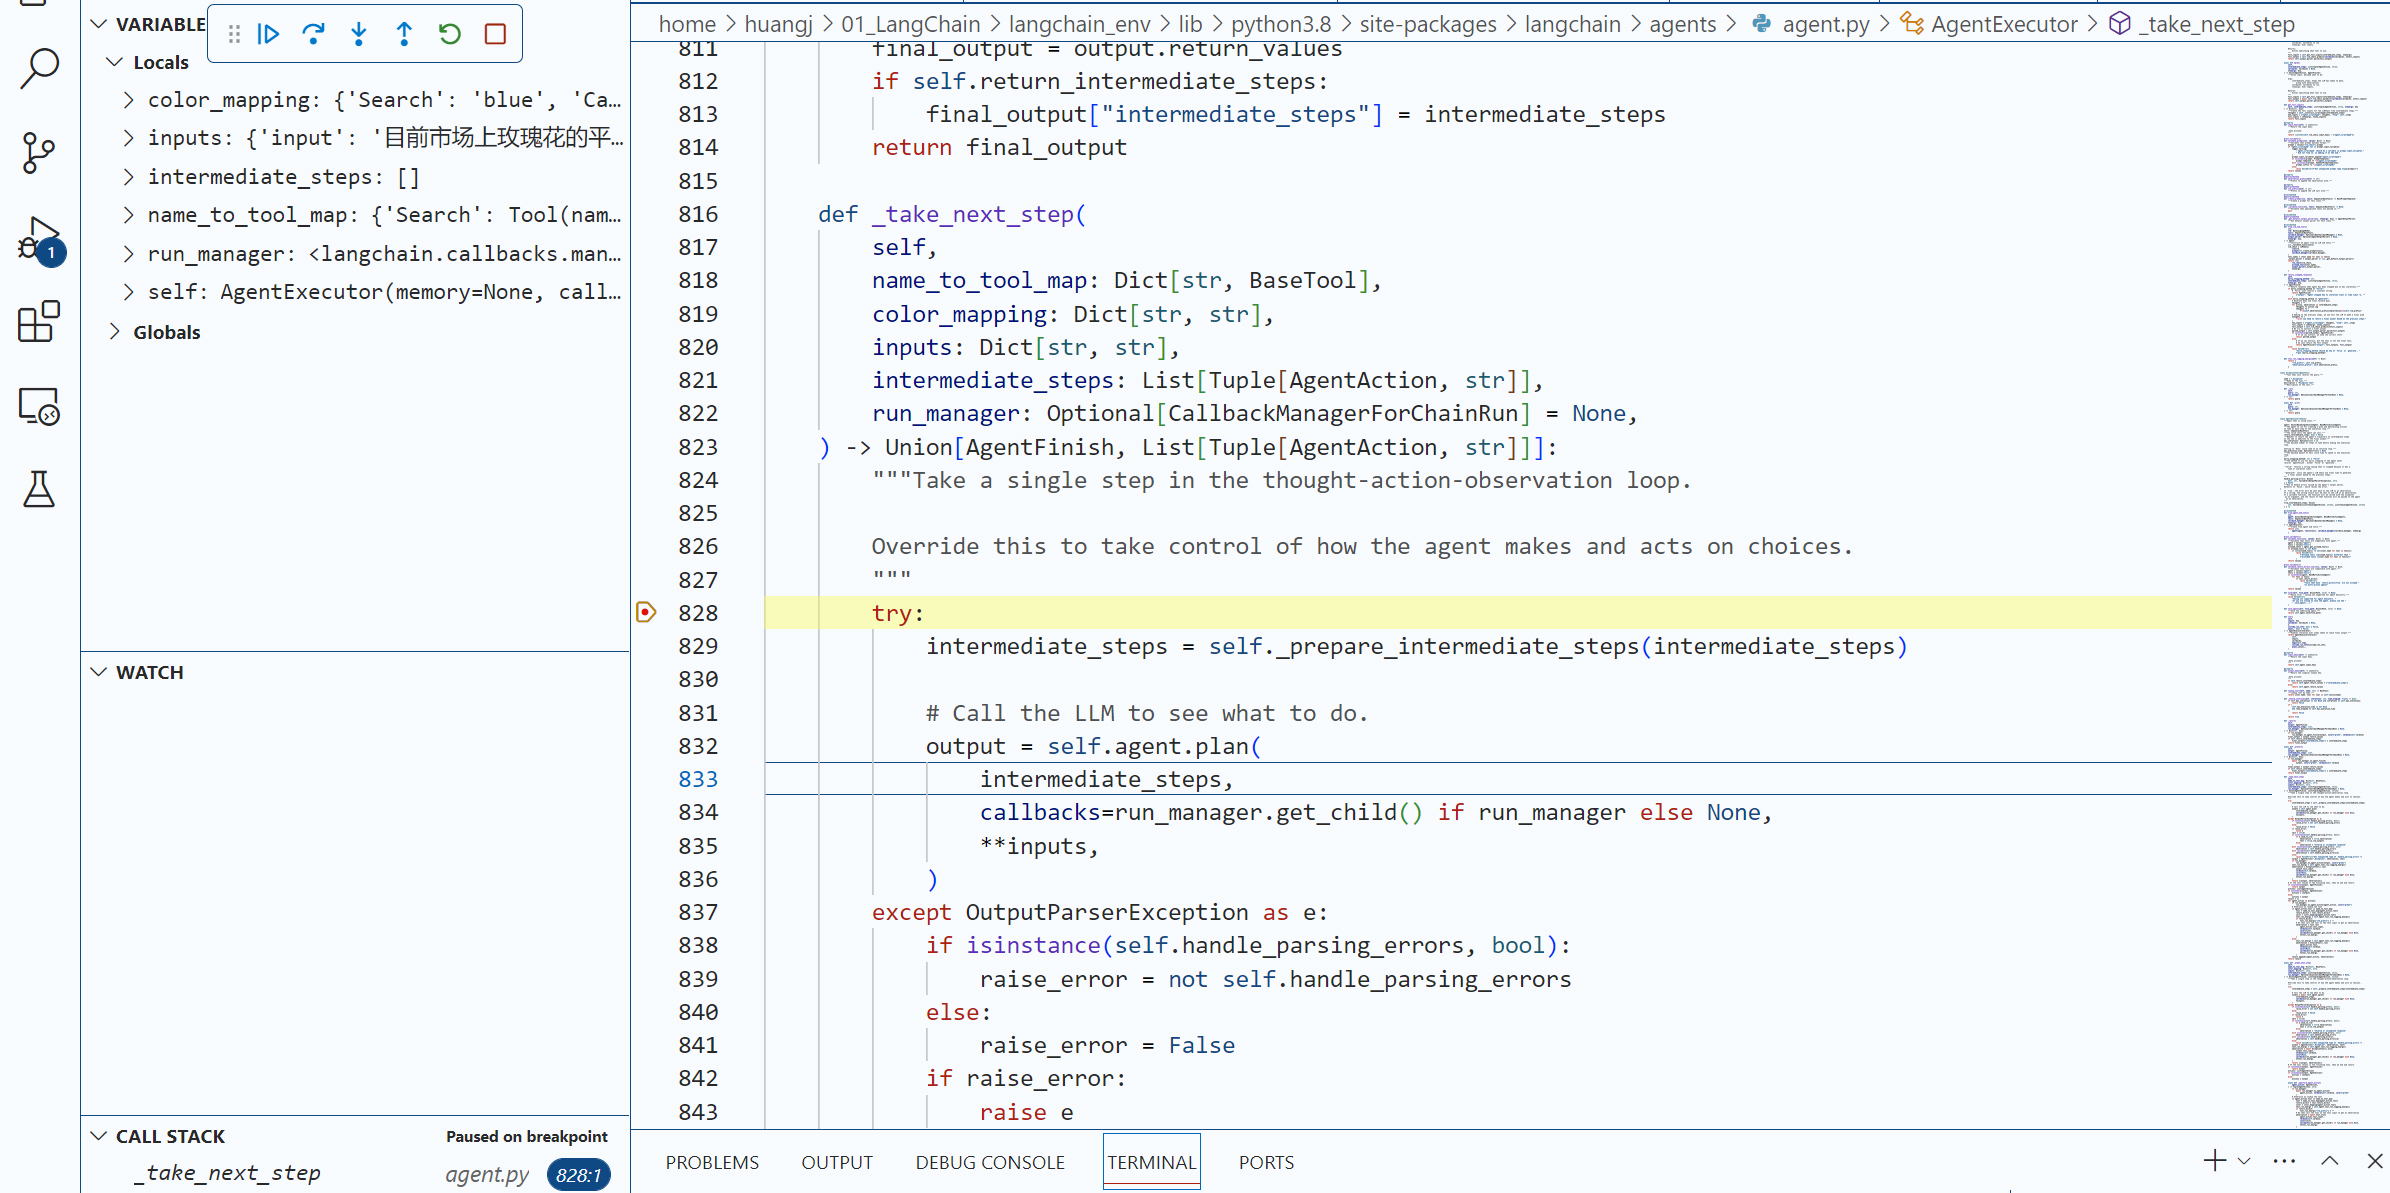 VARIABLE
Locals
color_mapping: {'Search': 'blue', 'Ca...
inputs: {'input': '目前市场上玫瑰花的平...
intermediate_steps: []
name_to_tool_map: {'Search': Tool(nam...
run_manager: <langchain.callbacks.man...
self: AgentExecutor(memory=None, call...
Globals
1
WATCH
CALL STACK
Paused on breakpoint
_take_next_step
agent.py
828:1
home > huangj > 01_LangChain > langchain_env > lib > python3.8 > site-packages > langchain > agents > agent.py > AgentExecutor > _take_next_step
811 final_output = output.return_values
812 if self.return_intermediate_steps:
813 final_output["intermediate_steps"] = intermediate_steps
814 return final_output
815
816 def _take_next_step(
817 self,
818 name_to_tool_map: Dict[str, BaseTool],
819 color_mapping: Dict[str, str],
820 inputs: Dict[str, str],
821 intermediate_steps: List[Tuple[AgentAction, str]],
822 run_manager: Optional[CallbackManagerForChainRun] = None,
823 ) -> Union[AgentFinish, List[Tuple[AgentAction, str]]]:
824 """Take a single step in the thought-action-observation loop.
825
826 Override this to take control of how the agent makes and acts on choices.
827 """
828 try:
829 intermediate_steps = self._prepare_intermediate_steps(intermediate_steps)
830
831 # Call the LLM to see what to do.
832 output = self.agent.plan(
833 intermediate_steps,
834 callbacks=run_manager.get_child() if run_manager else None,
835 **inputs,
836 )
837 except OutputParserException as e:
838 if isinstance(self.handle_parsing_errors, bool):
839 raise_error = not self.handle_parsing_errors
840 else:
841 raise_error = False
842 if raise_error:
843 raise e
PROBLEMS
OUTPUT
DEBUG CONSOLE
TERMINAL
PORTS